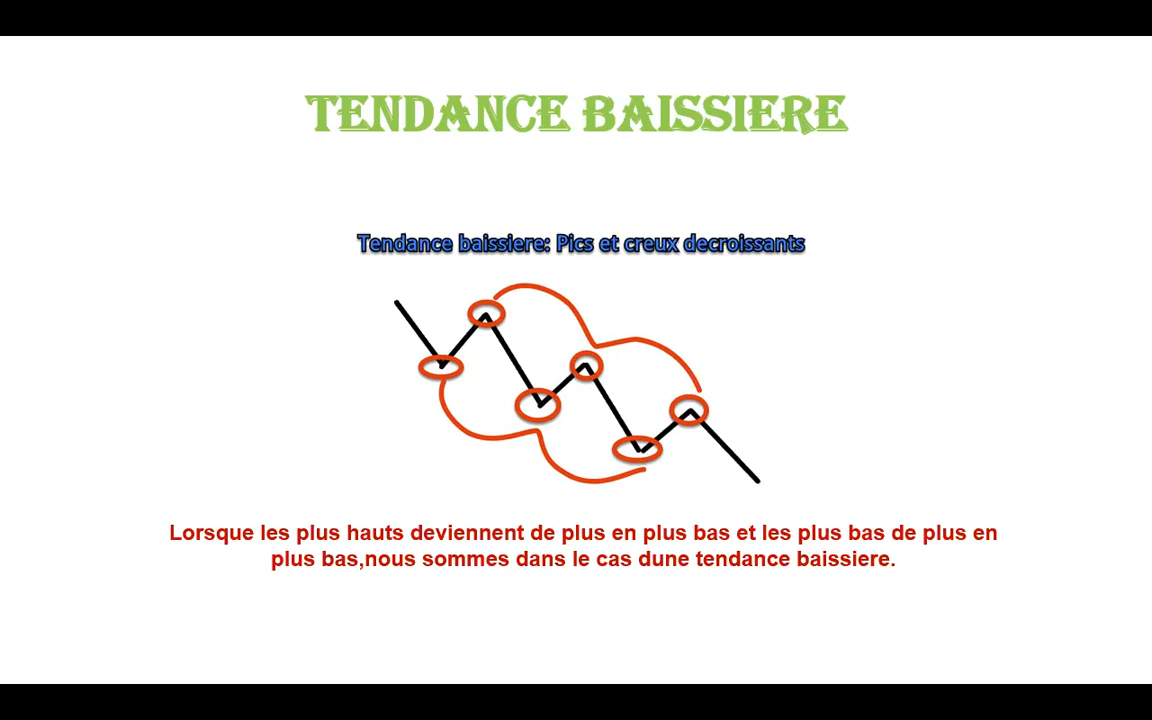 TENDANCE BAISSIERE
Tendance baissiere: Pics et creux decroissants
Lorsque les plus hauts deviennent de plus en plus bas et les plus bas de plus en
plus bas,nous sommes dans le cas dune tendance baissiere.